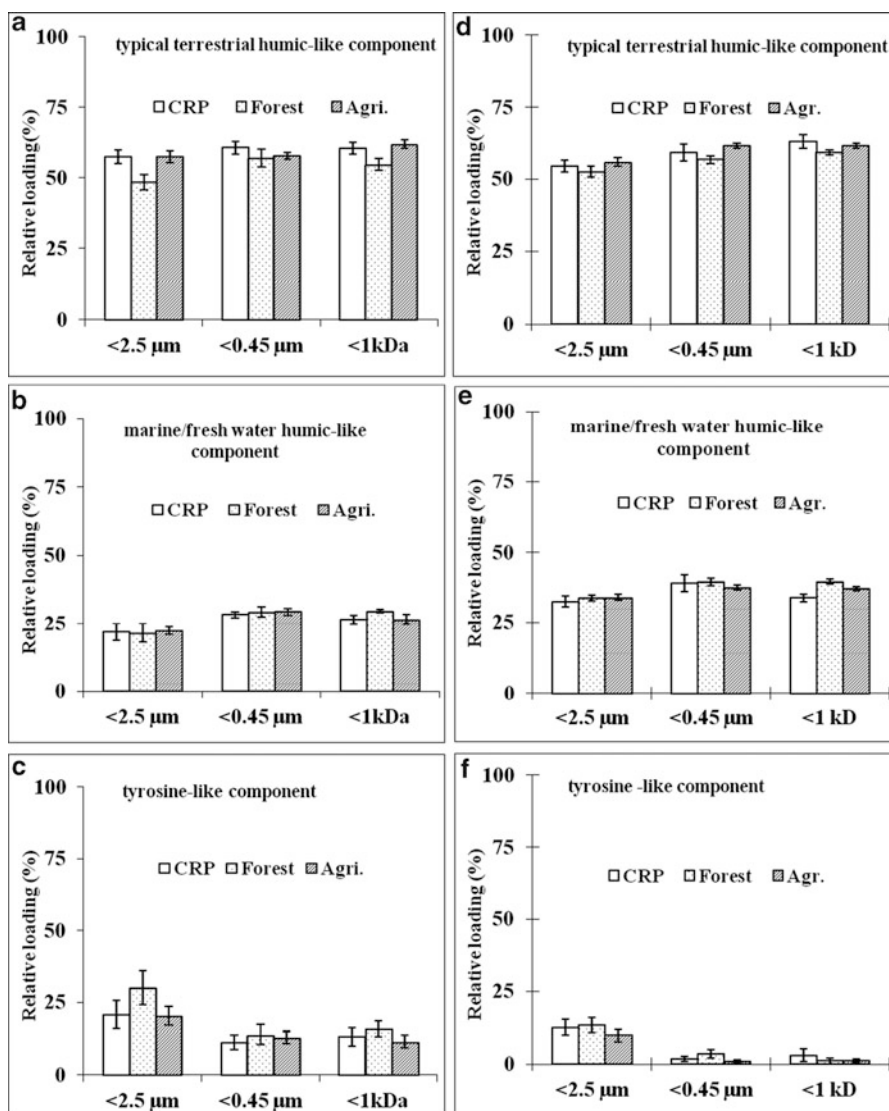 a
typical terrestrial humic-like component
CRP Forest Agri.
Relative loading(%)
100
75
50
25
0
<2.5 µm <0.45 µm <1kDa
b
marine/fresh water humic-like
component
CRP Forest Agri.
Relative loading (%)
100
75
50
25
0
<2.5 µm <0.45 µm <1kDa
c
tyrosine-like component
CRP Forest Agri.
Relative loading (%)
100
75
50
25
0
<2.5 µm <0.45 µm <1kDa
d
typical terrestrial humic-like component
CRP Forest Agr.
Relative loading (%)
100
75
50
25
0
<2.5 µm <0.45 µm <1 kD
e
marine/fresh water humic-like
component
CRP Forest Agr.
Relative loading (%)
100
75
50
25
0
<2.5 µm <0.45 µm <1 kD
f
tyrosine -like component
CRP Forest Agr.
Relative loading (%)
100
75
50
25
0
<2.5 µm <0.45 µm <1 kD